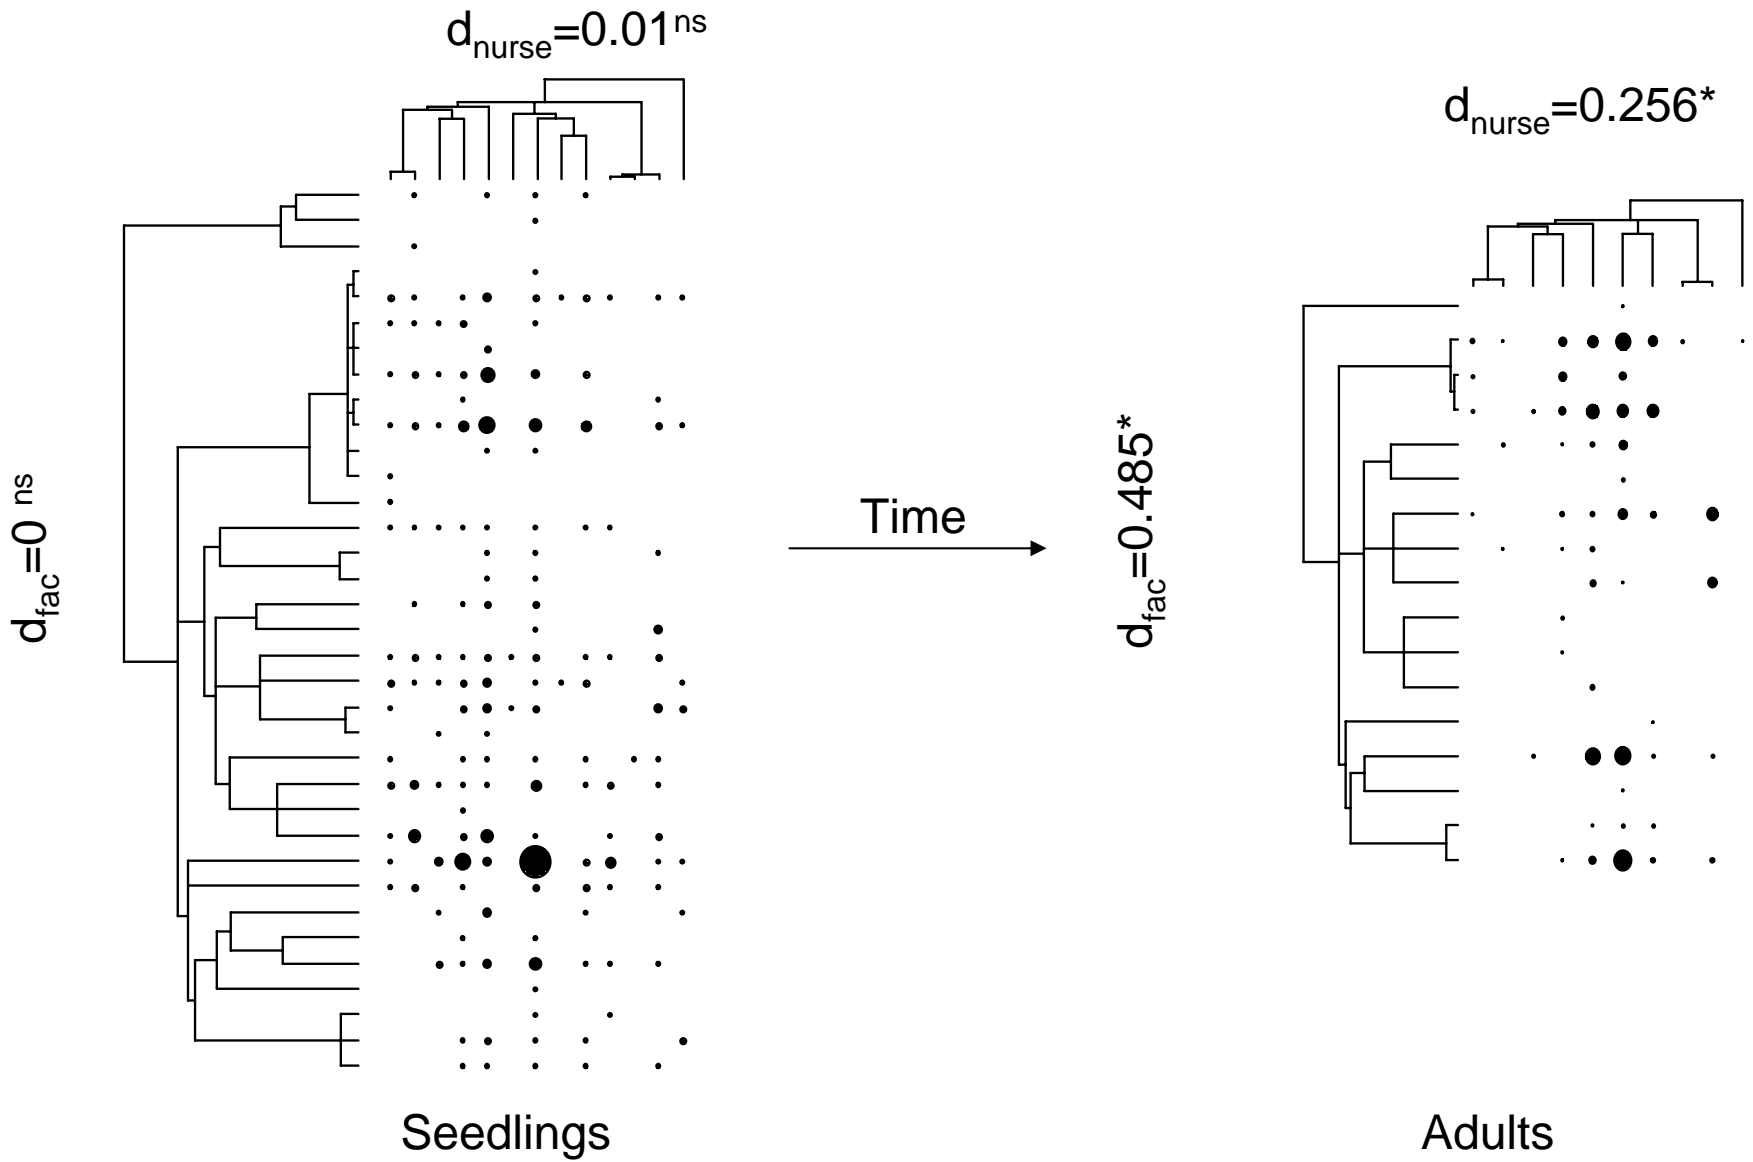 d_nurse=0.01^ns
d_nurse=0.256*
d_fac=0 ^ns
Time
d_fac=0.485*
Seedlings
Adults